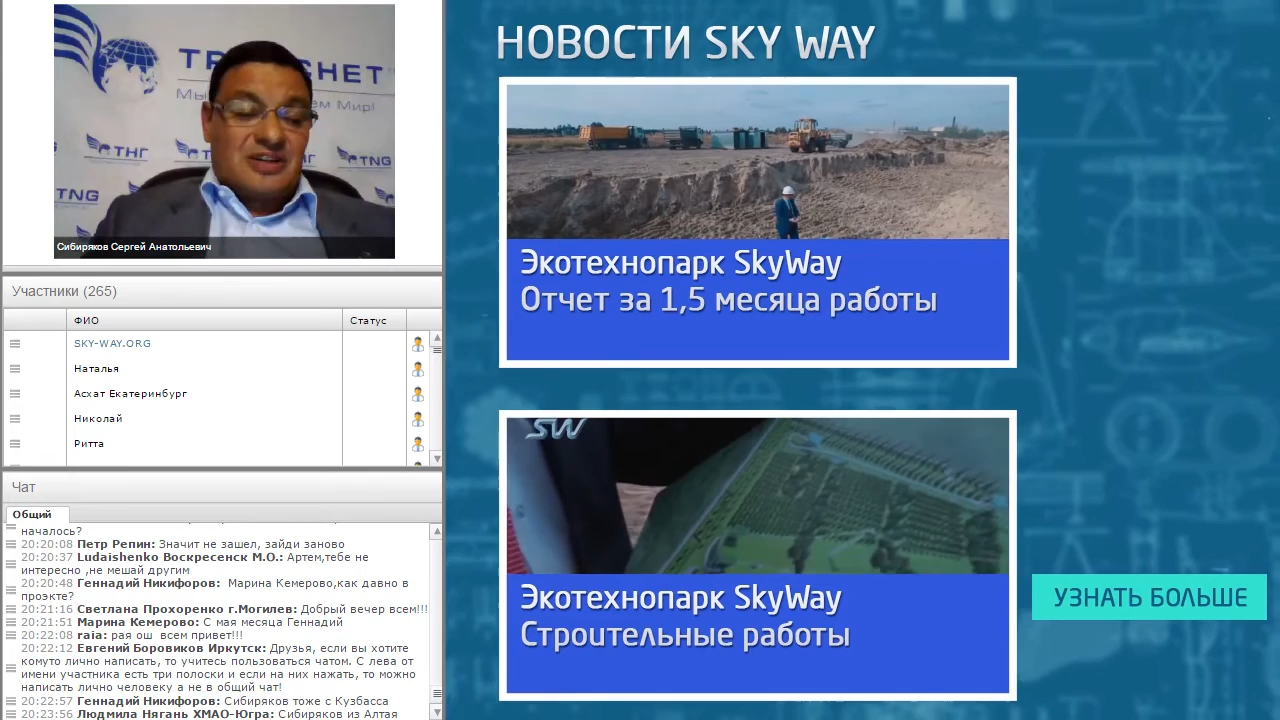 НОВОСТИ SKY WAY
ТНГ
TNG
TNG
Сибиряков Сергей Анатольевич
Экотехнопарк SkyWay
Отчет за 1,5 месяца работы
SW
Экотехнопарк SkyWay
Строительные работы
УЗНАТЬ БОЛЬШЕ
Участники (265)
ФИО Статус
SKY-WAY.ORG
Наталья
Асхат Екатеринбург
Николай
Ритта
Чат
Общий
началось?
20:20:08 Петр Репин: Значит не зашел, зайди заново
20:20:37 Ludaishenko Воскресенск М.О.: Артем,тебе не
интересно ,не мешай другим
20:20:48 Геннадий Никифоров: Марина Кемерово,как давно в
проэкте?
20:21:16 Светлана Прохоренко г.Могилев: Добрый вечер всем!!!
20:21:51 Марина Кемерово: С мая месяца Геннадий
20:22:08 raia: рая ош всем привет!!!
20:22:12 Евгений Боровиков Иркутск: Друзья, если вы хотите
комуто лично написать, то учитесь пользоваться чатом. С лева от
имени участника есть три полоски и если на них нажать, то можно
написать лично человеку а не в общий чат!
20:22:57 Геннадий Никифоров: Сибиряков тоже с Кузбасса
20:23:56 Людмила Нягань ХМАО-Югра: Сибиряков из Алтая